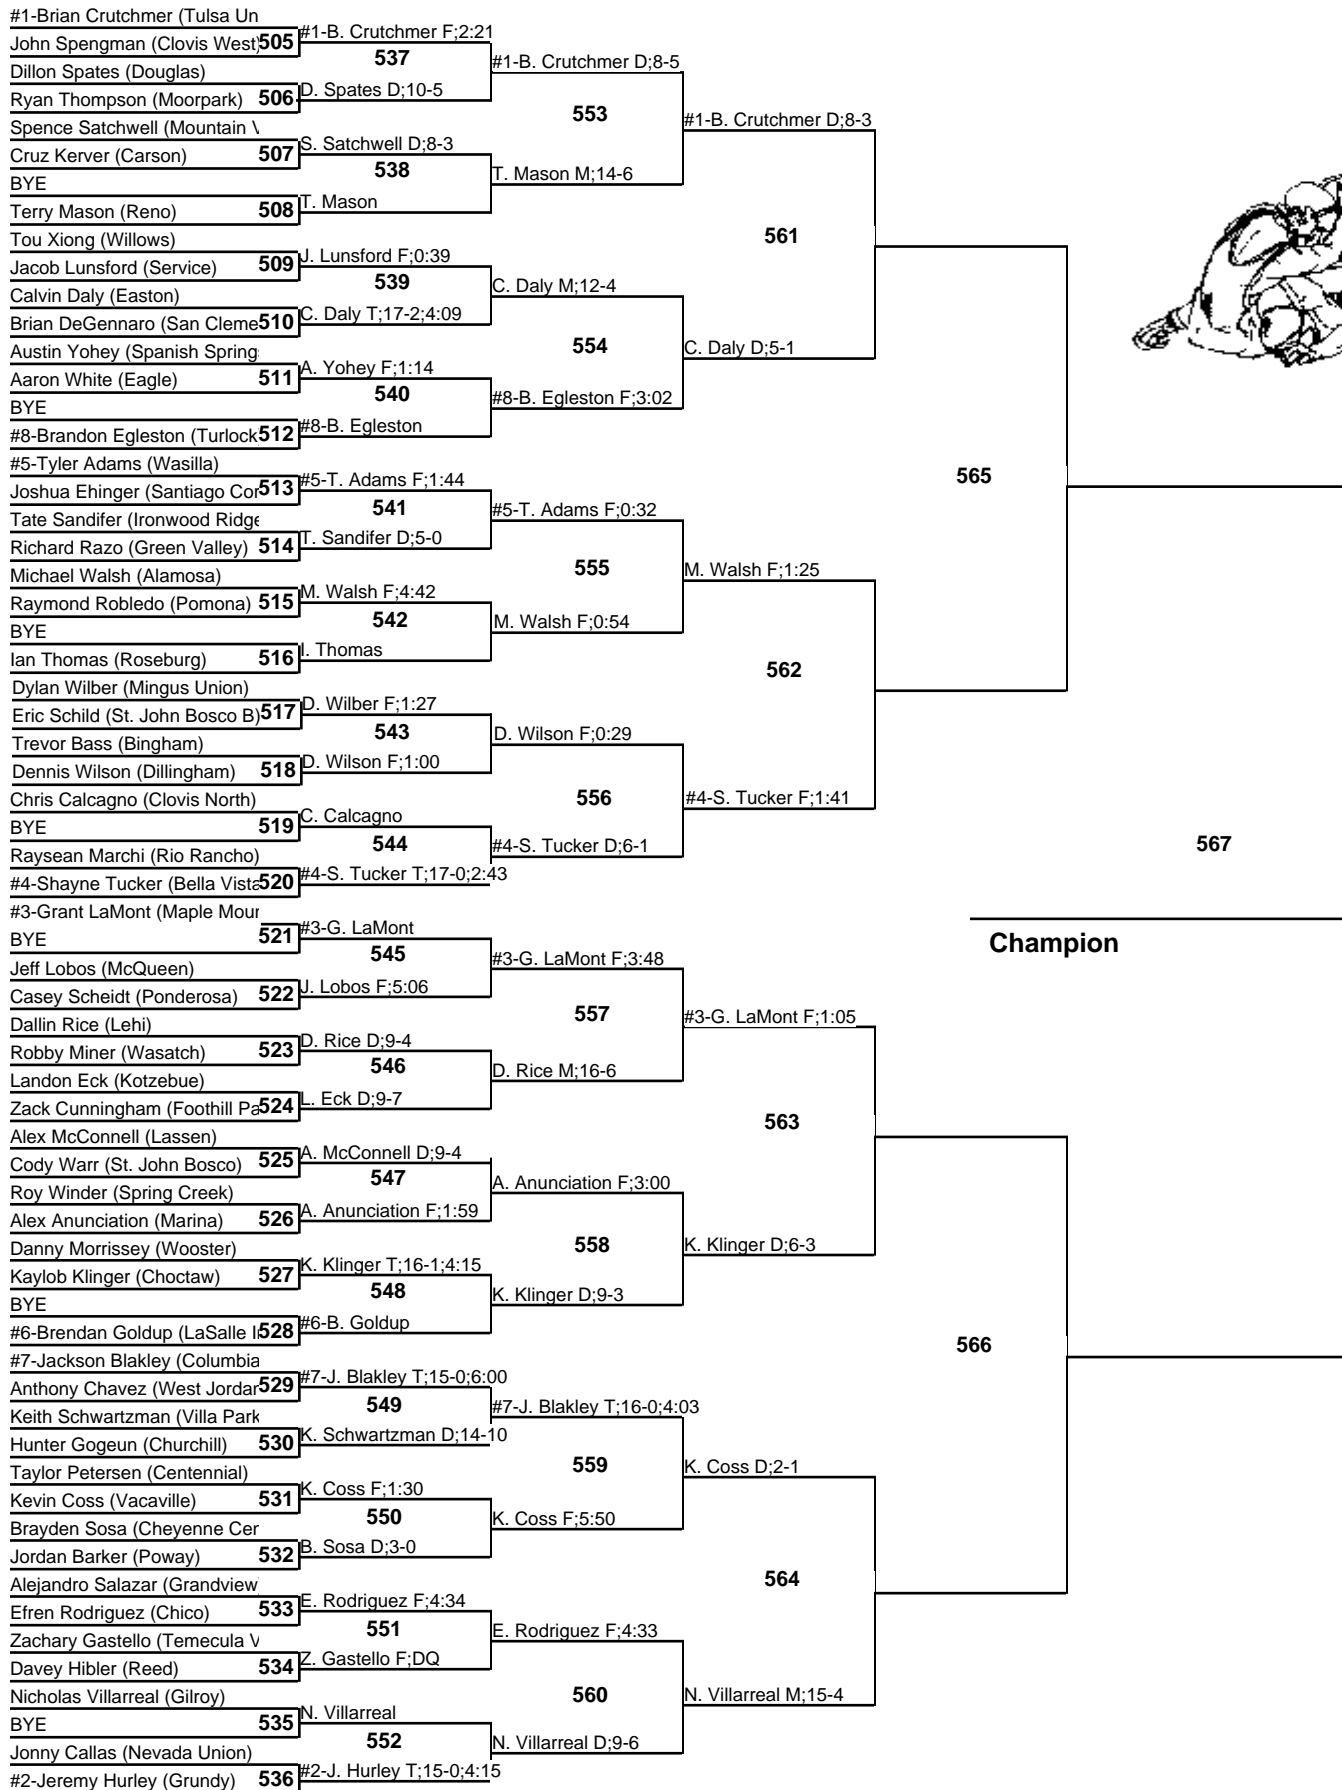 #1-Brian Crutchmer (Tulsa Un
John Spengman (Clovis West)
505
#1-B. Crutchmer F;2:21
537
Dillon Spates (Douglas)
Ryan Thompson (Moorpark)
506
D. Spates D;10-5
#1-B. Crutchmer D;8-5
553
Spence Satchwell (Mountain V
Cruz Kerver (Carson)
507
S. Satchwell D;8-3
538
BYE
Terry Mason (Reno)
508
T. Mason
T. Mason M;14-6
#1-B. Crutchmer D;8-3
561
Tou Xiong (Willows)
Jacob Lunsford (Service)
509
J. Lunsford F;0:39
539
Calvin Daly (Easton)
Brian DeGennaro (San Cleme
510
C. Daly T;17-2;4:09
C. Daly M;12-4
554
Austin Yohey (Spanish Spring
Aaron White (Eagle)
511
A. Yohey F;1:14
540
BYE
#8-Brandon Egleston (Turlock
512
#8-B. Egleston
#8-B. Egleston F;3:02
C. Daly D;5-1
565
#5-Tyler Adams (Wasilla)
Joshua Ehinger (Santiago Cor
513
#5-T. Adams F;1:44
541
Tate Sandifer (Ironwood Ridge
Richard Razo (Green Valley)
514
T. Sandifer D;5-0
#5-T. Adams F;0:32
555
Michael Walsh (Alamosa)
Raymond Robledo (Pomona)
515
M. Walsh F;4:42
542
BYE
Ian Thomas (Roseburg)
516
I. Thomas
M. Walsh F;0:54
M. Walsh F;1:25
562
Dylan Wilber (Mingus Union)
Eric Schild (St. John Bosco B)
517
D. Wilber F;1:27
543
Trevor Bass (Bingham)
Dennis Wilson (Dillingham)
518
D. Wilson F;1:00
D. Wilson F;0:29
556
Chris Calcagno (Clovis North)
BYE
519
C. Calcagno
544
Raysean Marchi (Rio Rancho)
#4-Shayne Tucker (Bella Vista
520
#4-S. Tucker T;17-0;2:43
#4-S. Tucker D;6-1
#4-S. Tucker F;1:41
567
Champion
#3-Grant LaMont (Maple Mour
BYE
521
#3-G. LaMont
545
Jeff Lobos (McQueen)
Casey Scheidt (Ponderosa)
522
J. Lobos F;5:06
#3-G. LaMont F;3:48
557
Dallin Rice (Lehi)
Robby Miner (Wasatch)
523
D. Rice D;9-4
546
Landon Eck (Kotzebue)
Zack Cunningham (Foothill Pa
524
L. Eck D;9-7
D. Rice M;16-6
#3-G. LaMont F;1:05
563
Alex McConnell (Lassen)
Cody Warr (St. John Bosco)
525
A. McConnell D;9-4
547
Roy Winder (Spring Creek)
Alex Anunciation (Marina)
526
A. Anunciation F;1:59
A. Anunciation F;3:00
558
Danny Morrissey (Wooster)
Kaylob Klinger (Choctaw)
527
K. Klinger T;16-1;4:15
548
BYE
#6-Brendan Goldup (LaSalle I
528
#6-B. Goldup
K. Klinger D;9-3
K. Klinger D;6-3
566
#7-Jackson Blakley (Columbia
Anthony Chavez (West Jordan
529
#7-J. Blakley T;15-0;6:00
549
Keith Schwartzman (Villa Park
Hunter Gogeun (Churchill)
530
K. Schwartzman D;14-10
#7-J. Blakley T;16-0;4:03
559
Taylor Petersen (Centennial)
Kevin Coss (Vacaville)
531
K. Coss F;1:30
550
Brayden Sosa (Cheyenne Cen
Jordan Barker (Poway)
532
B. Sosa D;3-0
K. Coss F;5:50
K. Coss D;2-1
564
Alejandro Salazar (Grandview
Efren Rodriguez (Chico)
533
E. Rodriguez F;4:34
551
Zachary Gastello (Temecula V
Davey Hibler (Reed)
534
Z. Gastello F;DQ
E. Rodriguez F;4:33
560
Nicholas Villarreal (Gilroy)
BYE
535
N. Villarreal
552
Jonny Callas (Nevada Union)
#2-Jeremy Hurley (Grundy)
536
#2-J. Hurley T;15-0;4:15
N. Villarreal D;9-6
N. Villarreal M;15-4